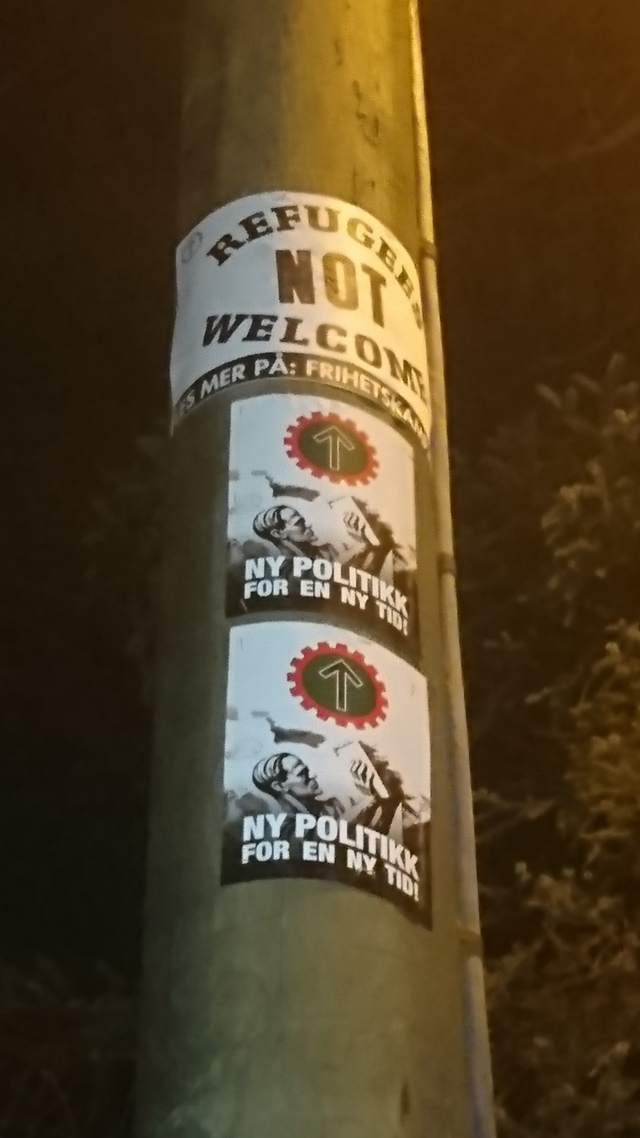 REFUGEES
NOT
WELCOME
MER PÅ:
NY POLITIKK
FOR EN NY TID!
NY POLITIKK
FOR EN NY TID!